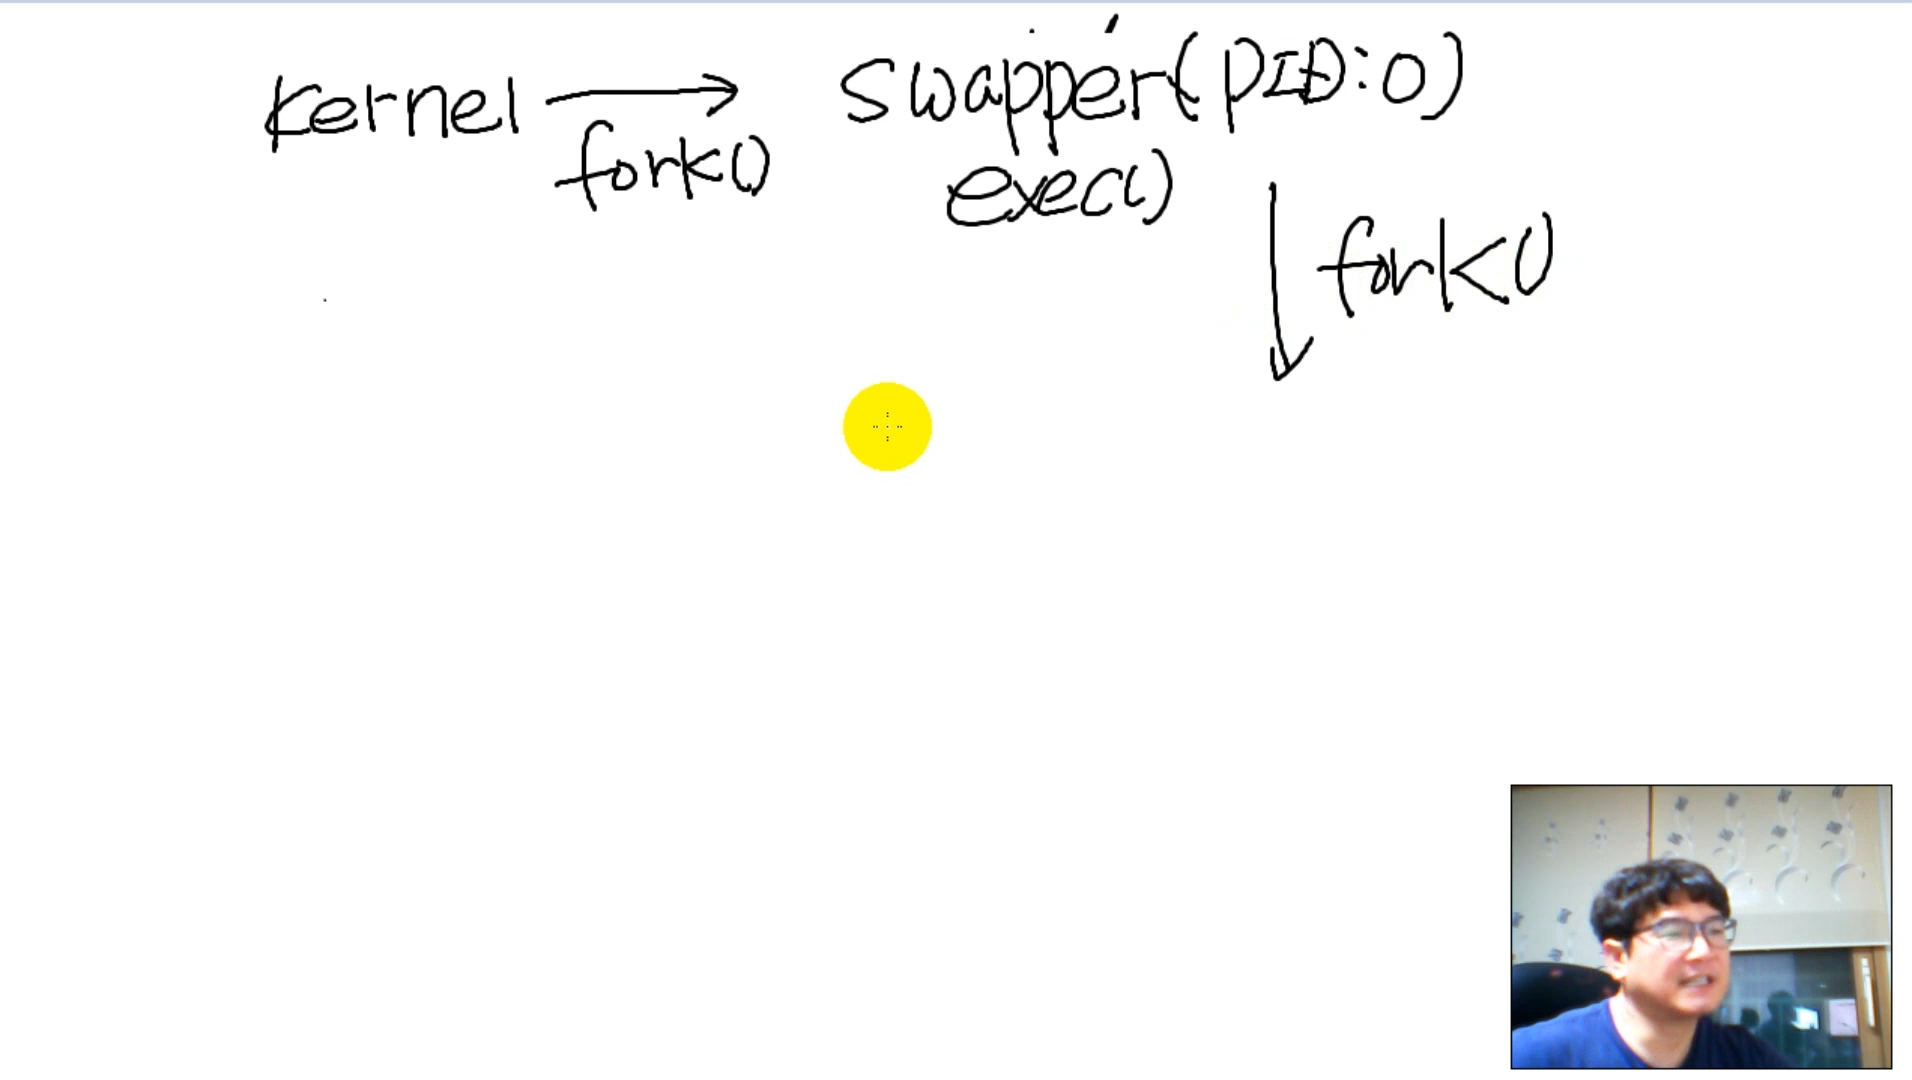 kernel → swapper(PID:0)
fork()
exec()
fork()